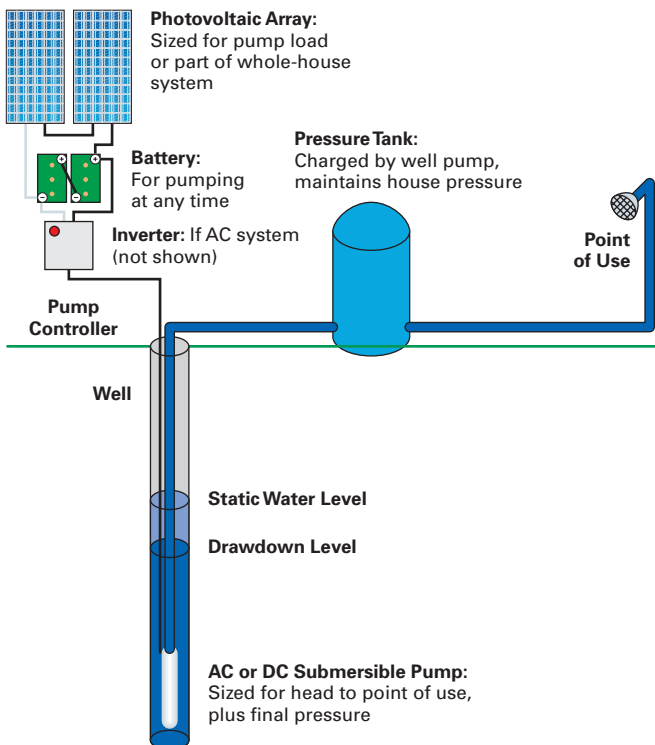 Photovoltaic Array:
Sized for pump load
or part of whole-house
system
Battery:
For pumping
at any time
Inverter: If AC system
(not shown)
Pump
Controller
Pressure Tank:
Charged by well pump,
maintains house pressure
Point
of Use
Well
Static Water Level
Drawdown Level
AC or DC Submersible Pump:
Sized for head to point of use,
plus final pressure